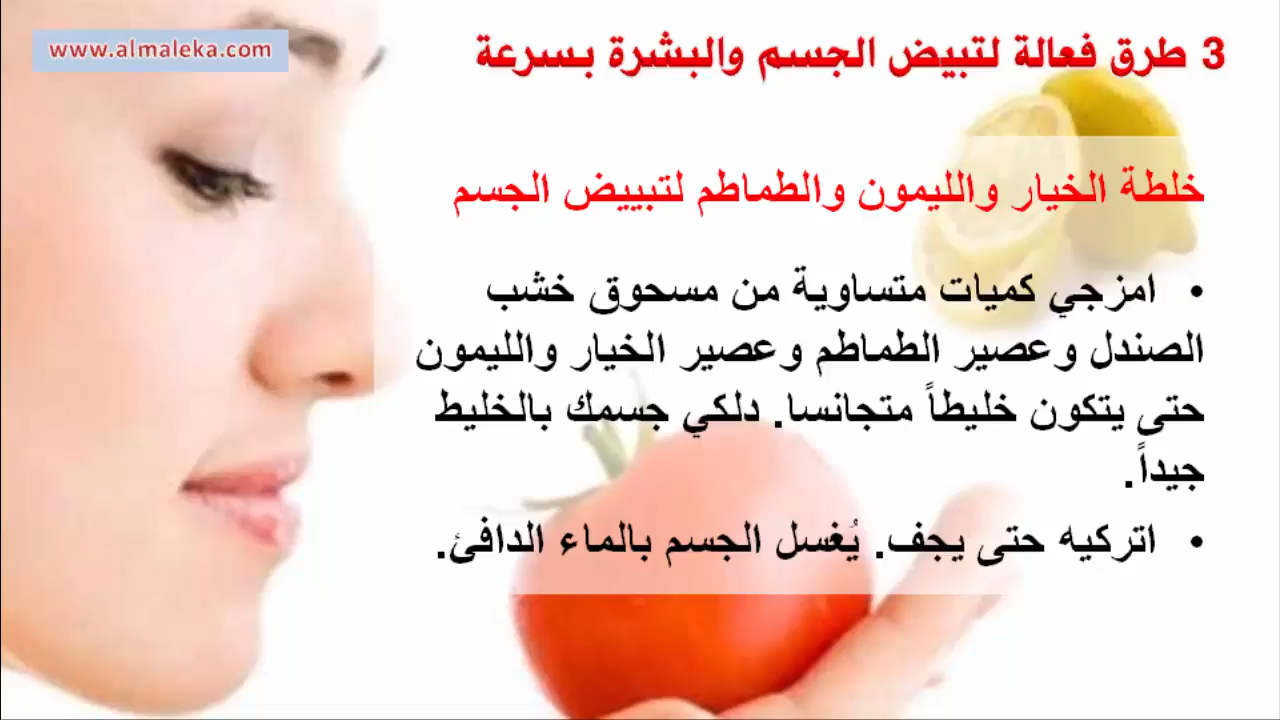 www.almaleka.com
3 طرق فعالة لتبيض الجسم والبشرة بسرعة
خلطة الخيار والليمون والطماطم لتبييض الجسم
• امزجي كميات متساوية من مسحوق خشب
الصندل وعصير الطماطم وعصير الخيار والليمون
حتى يتكون خليطاً متجانسا. دلكي جسمك بالخليط
جيداً.
• اتركيه حتى يجف. يُغسل الجسم بالماء الدافئ.